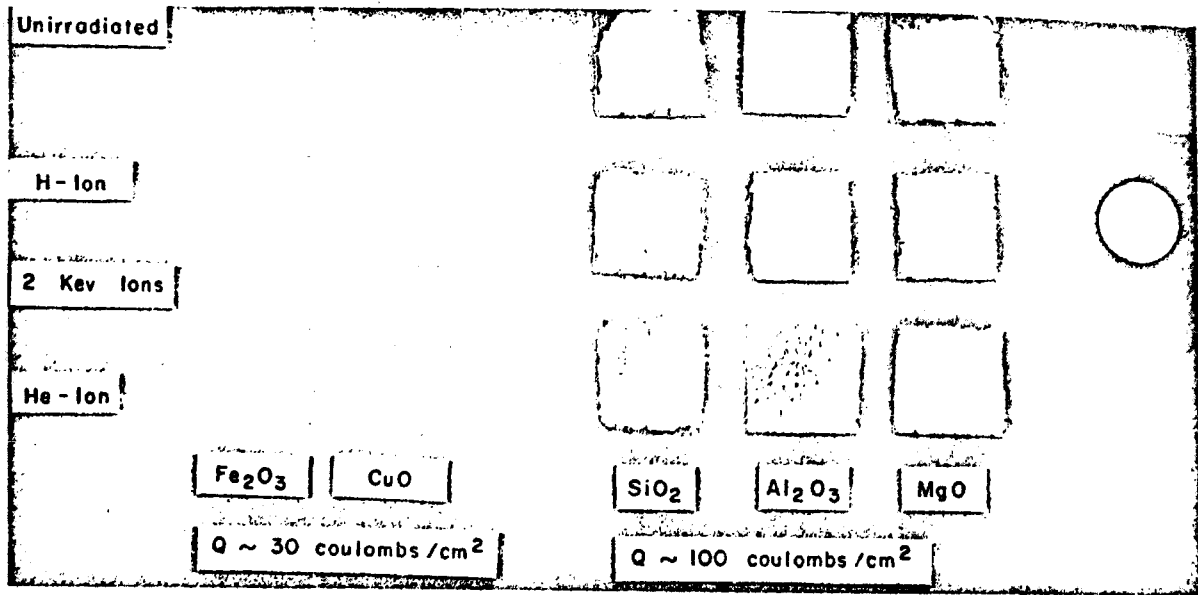 Unirradiated
H-Ion
2 Kev Ions
He-Ion
Fe₂O₃ CuO SiO₂ Al₂O₃ MgO
Q ~ 30 coulombs/cm² Q ~ 100 coulombs/cm²